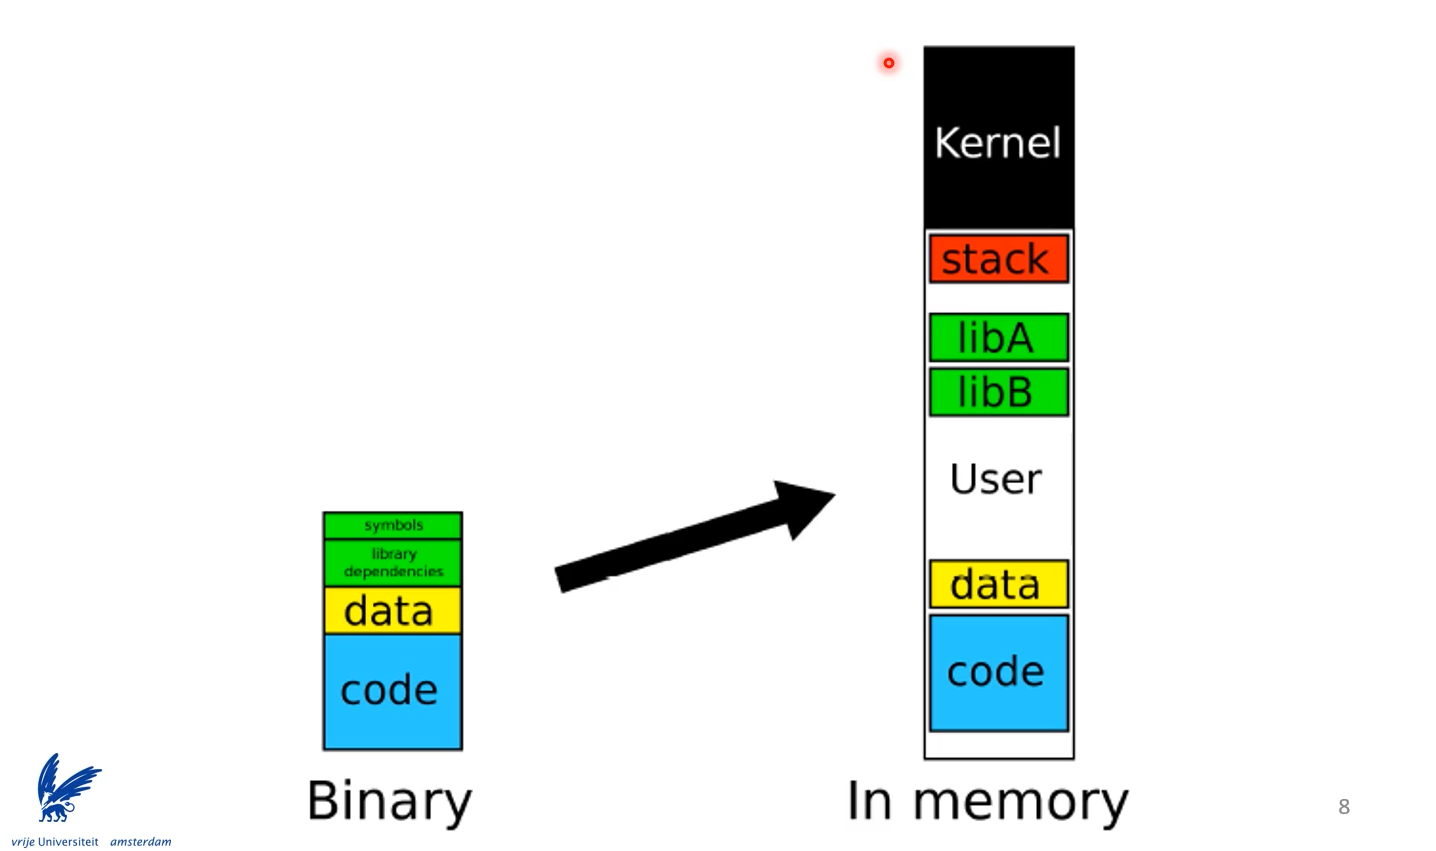 Kernel
stack
libA
libB
User
data
code
In memory
symbols
library
dependencies
data
code
Binary
vrije Universiteit amsterdam
8